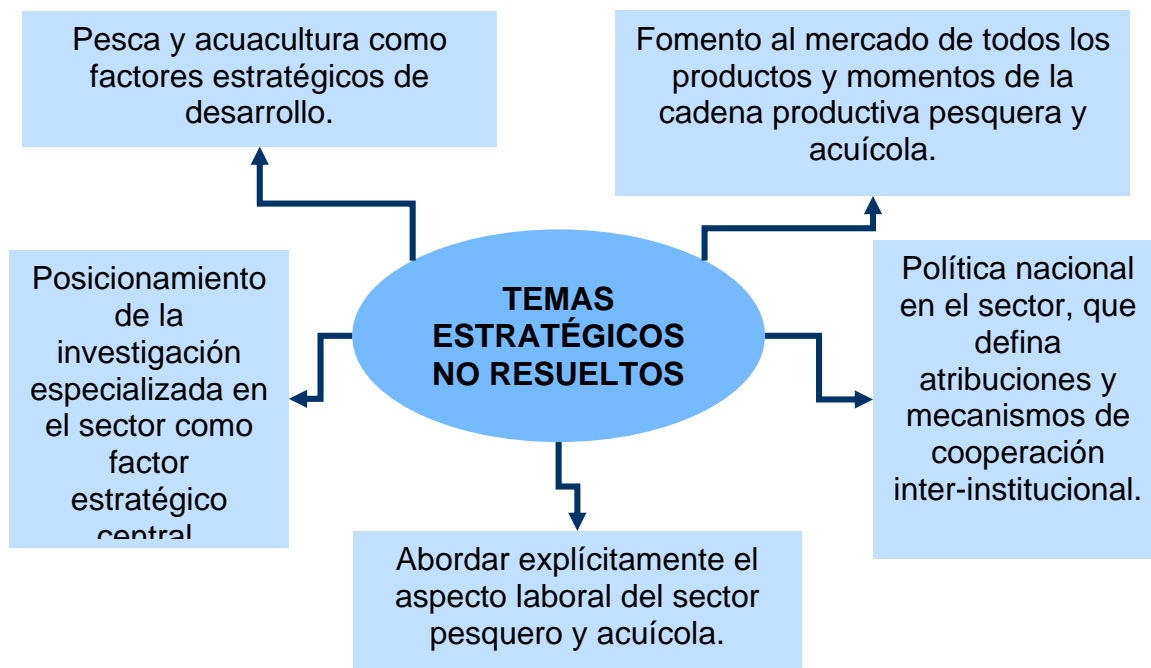 Pesca y acuacultura como
factores estratégicos de
desarrollo.
Fomento al mercado de todos los
productos y momentos de la
cadena productiva pesquera y
acuícola.
Posicionamiento
de la
investigación
especializada en
el sector como
factor
estratégico
central
TEMAS
ESTRATÉGICOS
NO RESUELTOS
Política nacional
en el sector, que
defina
atribuciones y
mecanismos de
cooperación
inter-institucional.
Abordar explícitamente el
aspecto laboral del sector
pesquero y acuícola.